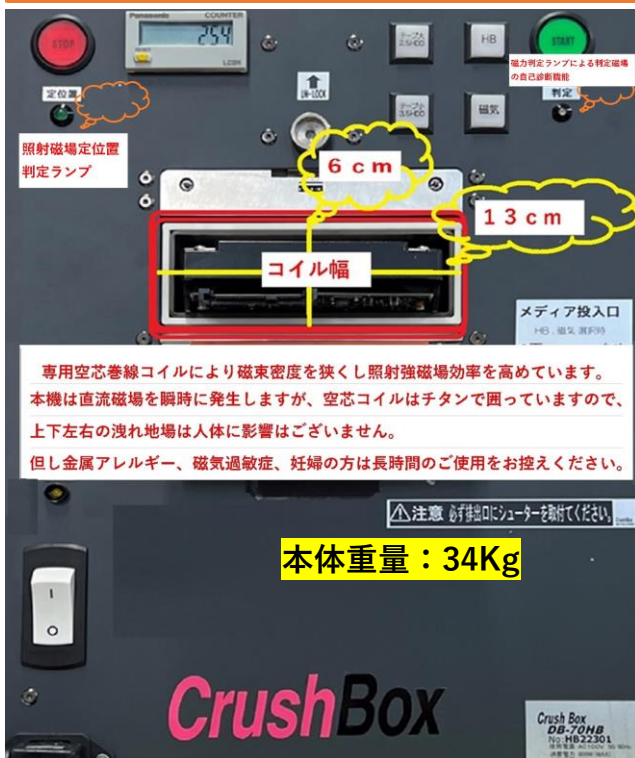 Panasonic COUNTER
254
RESET
LC2H
STOP
テープ大
2.5HDD
HB
START
磁力判定ランプによる判定磁場
の自己診断機能
定位置
UN-LOCK
テープ小
3.5HDD
磁気
判定
照射磁場定位置
判定ランプ
6cm
13cm
コイル幅
メディア投入口
HB、磁気 選択時
専用空芯巻線コイルにより磁束密度を狭くし照射強磁場効率を高めています。
本機は直流磁場を瞬時に発生しますが、空芯コイルはチタンで囲っていますので、
上下左右の洩れ地場は人体に影響はございません。
但し金属アレルギー、磁気過敏症、妊婦の方は長時間のご使用をお控えください。
注意 必ず排出口にシューターを取付てください。
本体重量：34Kg
CrushBox
Crush Box
DB-70HB
No:HB22301
使用電源 AC100V 50/60Hz